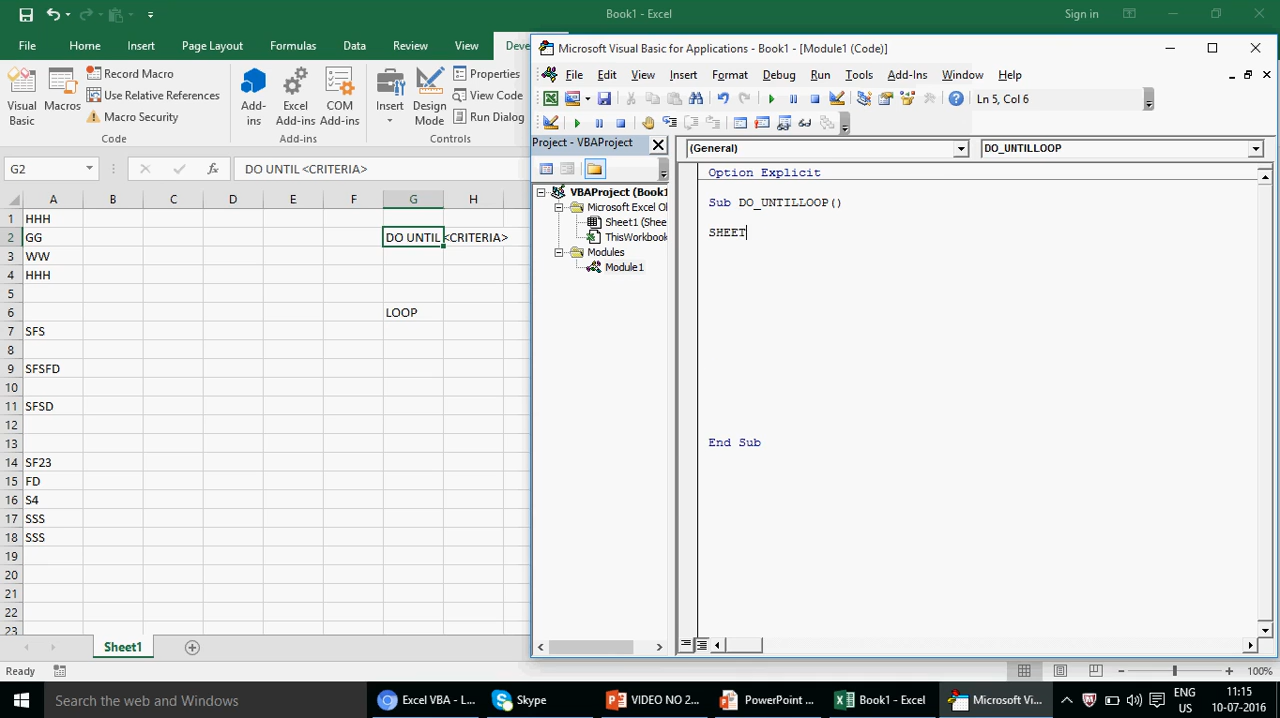 Book1 - Excel
Sign in
File Home Insert Page Layout Formulas Data Review View Deve
Visual Basic
Macros
Record Macro
Use Relative References
Macro Security
Code
Add-ins
Excel Add-ins
COM Add-ins
Add-ins
Insert
Design Mode
Properties
View Code
Run Dialog
Controls
G2
fx
DO UNTIL <CRITERIA>
A B C D E F G H
1 HHH
2 GG DO UNTIL <CRITERIA>
3 WW
4 HHH
5
6 LOOP
7 SFS
8
9 SFSFD
10
11 SFSD
12
13
14 SF23
15 FD
16 S4
17 SSS
18 SSS
19
20
21
22
23
Sheet1
Ready
100%
Microsoft Visual Basic for Applications - Book1 - [Module1 (Code)]
File Edit View Insert Format Debug Run Tools Add-Ins Window Help
Ln 5, Col 6
Project - VBAProject
VBAProject (Book1
Microsoft Excel Ol
Sheet1 (Shee
ThisWorkbook
Modules
Module1
(General)
DO_UNTILLOOP
Option Explicit
Sub DO_UNTILLOOP()
SHEET
End Sub
Search the web and Windows
Excel VBA - L...
Skype
VIDEO NO 2...
PowerPoint ...
Book1 - Excel
Microsoft Vi...
ENG
US
11:15
10-07-2016